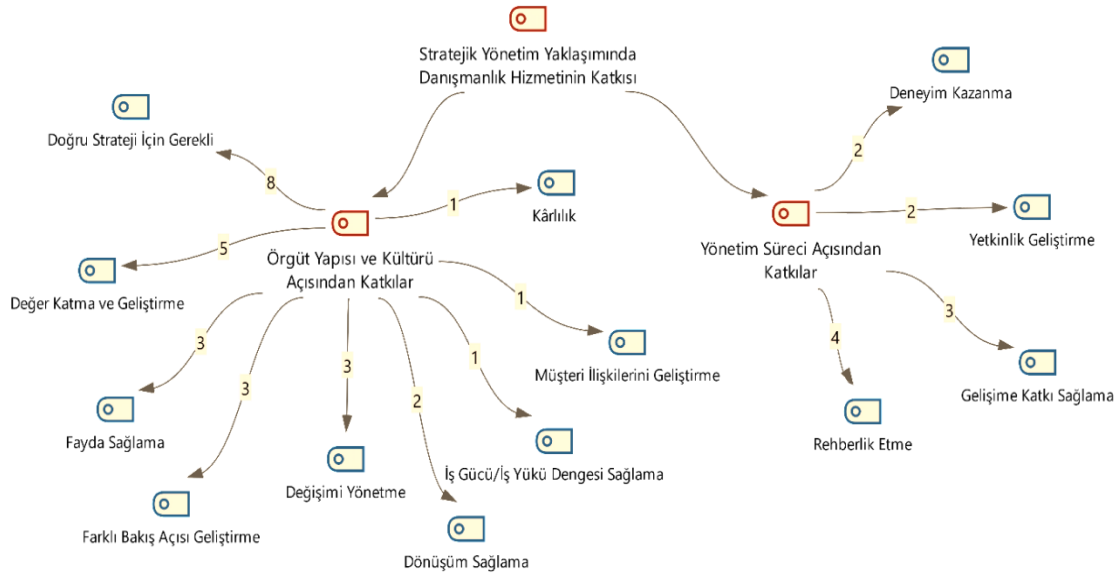 Stratejik Yönetim Yaklaşımında
Danışmanlık Hizmetinin Katkısı
Deneyim Kazanma
Doğru Strateji İçin Gerekli
2
8
1
Kârlılık
2
Yetkinlik Geliştirme
5
Örgüt Yapısı ve Kültürü
Açısından Katkılar
Yönetim Süreci Açısından
Katkılar
Değer Katma ve Geliştirme
1
3
3
3
3
1
2
4
Müşteri İlişkilerini Geliştirme
Gelişime Katkı Sağlama
Fayda Sağlama
Rehberlik Etme
İş Gücü/İş Yükü Dengesi Sağlama
Değişimi Yönetme
Farklı Bakış Açısı Geliştirme
Dönüşüm Sağlama